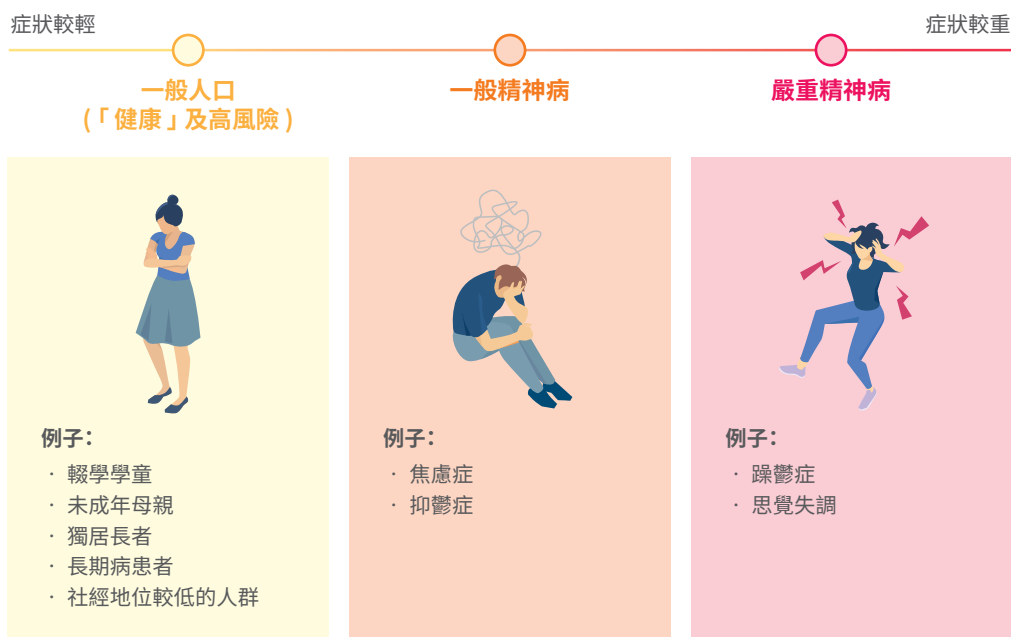 症狀較輕
症狀較重
一般人口
(「健康」及高風險)
一般精神病
嚴重精神病
例子：
· 輟學學童
· 未成年母親
· 獨居長者
· 長期病患者
· 社經地位較低的人群
例子：
· 焦慮症
· 抑鬱症
例子：
· 躁鬱症
· 思覺失調